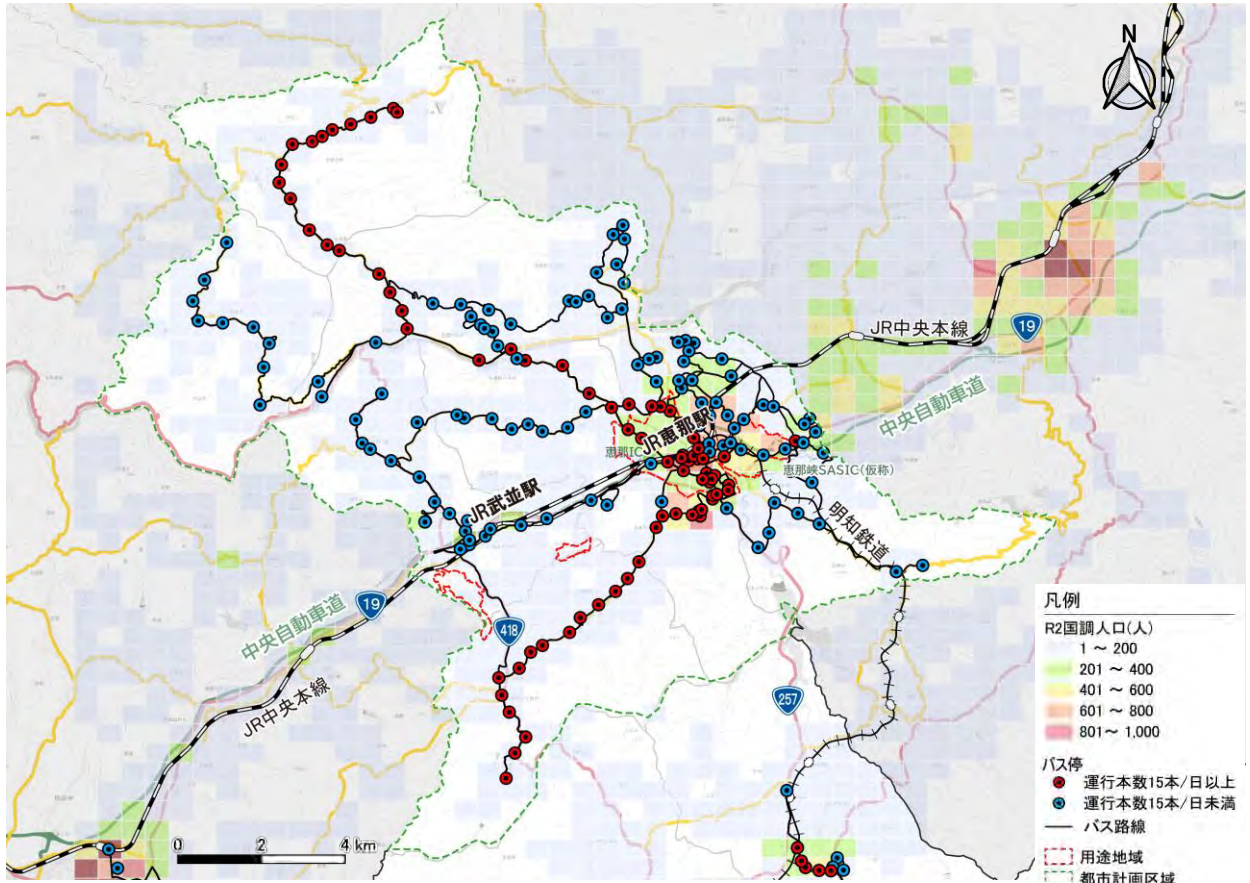 N
JR中央本線
19
中央自動車道
JR恵那駅
恵那IC
恵那峡SASIC(仮称)
JR武並駅
明知鉄道
19
中央自動車道
418
JR中央本線
257
0 2 4 km
凡例
R2国調人口(人)
1 ～ 200
201 ～ 400
401 ～ 600
601 ～ 800
801～ 1,000
バス停
運行本数15本/日以上
運行本数15本/日未満
バス路線
用途地域
都市計画区域